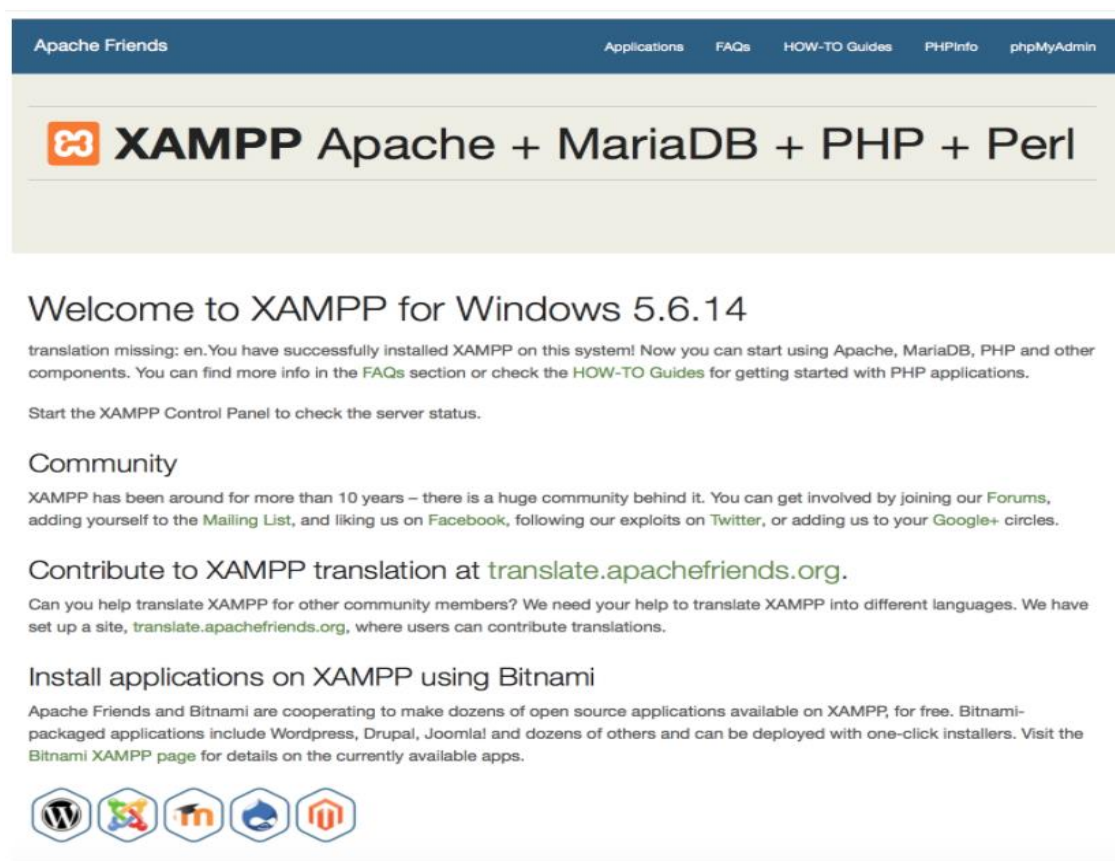 Apache Friends
Applications FAQs HOW-TO Guides PHPInfo phpMyAdmin
XAMPP Apache + MariaDB + PHP + Perl
Welcome to XAMPP for Windows 5.6.14
translation missing: en.You have successfully installed XAMPP on this system! Now you can start using Apache, MariaDB, PHP and other
components. You can find more info in the FAQs section or check the HOW-TO Guides for getting started with PHP applications.
Start the XAMPP Control Panel to check the server status.
Community
XAMPP has been around for more than 10 years – there is a huge community behind it. You can get involved by joining our Forums,
adding yourself to the Mailing List, and liking us on Facebook, following our exploits on Twitter, or adding us to your Google+ circles.
Contribute to XAMPP translation at translate.apachefriends.org.
Can you help translate XAMPP for other community members? We need your help to translate XAMPP into different languages. We have
set up a site, translate.apachefriends.org, where users can contribute translations.
Install applications on XAMPP using Bitnami
Apache Friends and Bitnami are cooperating to make dozens of open source applications available on XAMPP, for free. Bitnami-
packaged applications include Wordpress, Drupal, Joomla! and dozens of others and can be deployed with one-click installers. Visit the
Bitnami XAMPP page for details on the currently available apps.